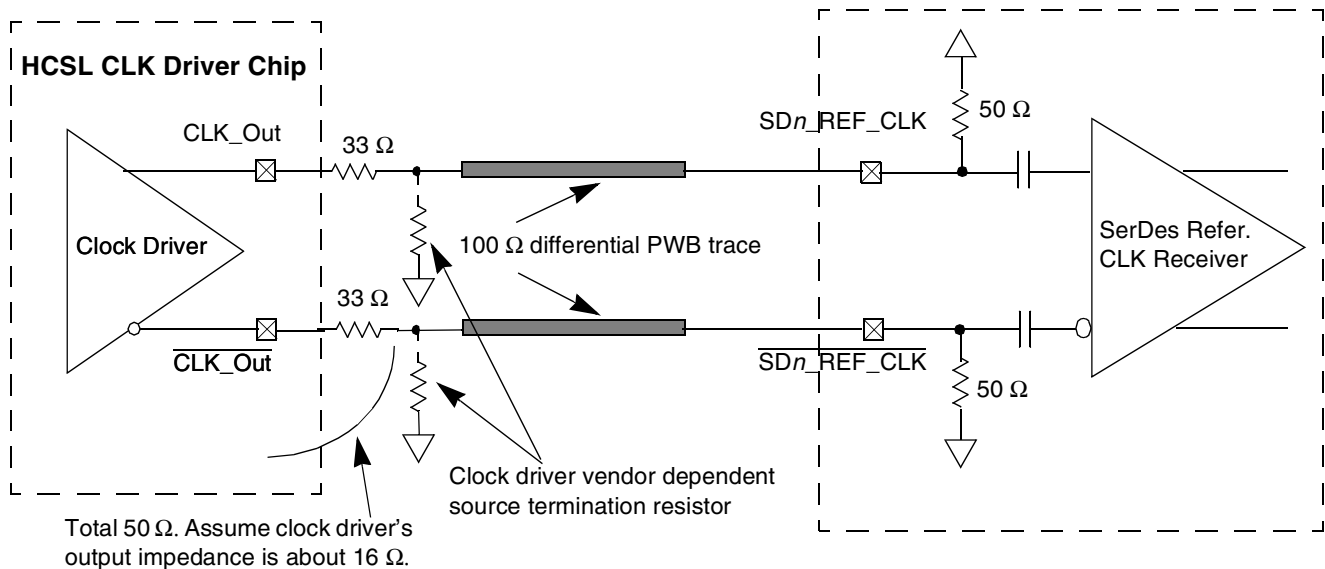 HCSL CLK Driver Chip
CLK_Out
33 Ω
SDn_REF_CLK
50 Ω
Clock Driver
100 Ω differential PWB trace
SerDes Refer.
CLK Receiver
33 Ω
CLK_Out
SDn_REF_CLK
50 Ω
Clock driver vendor dependent
source termination resistor
Total 50 Ω. Assume clock driver's
output impedance is about 16 Ω.